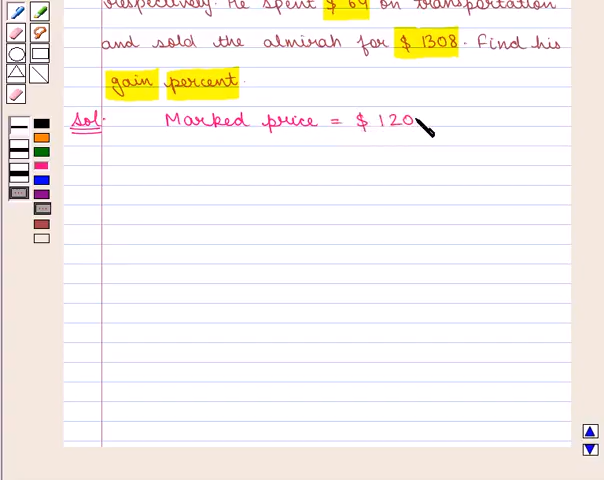 respectively. He spent $ 64 on transportation
and sold the almirah for $ 1308. Find his
gain percent.
Sol. Marked price = $ 120